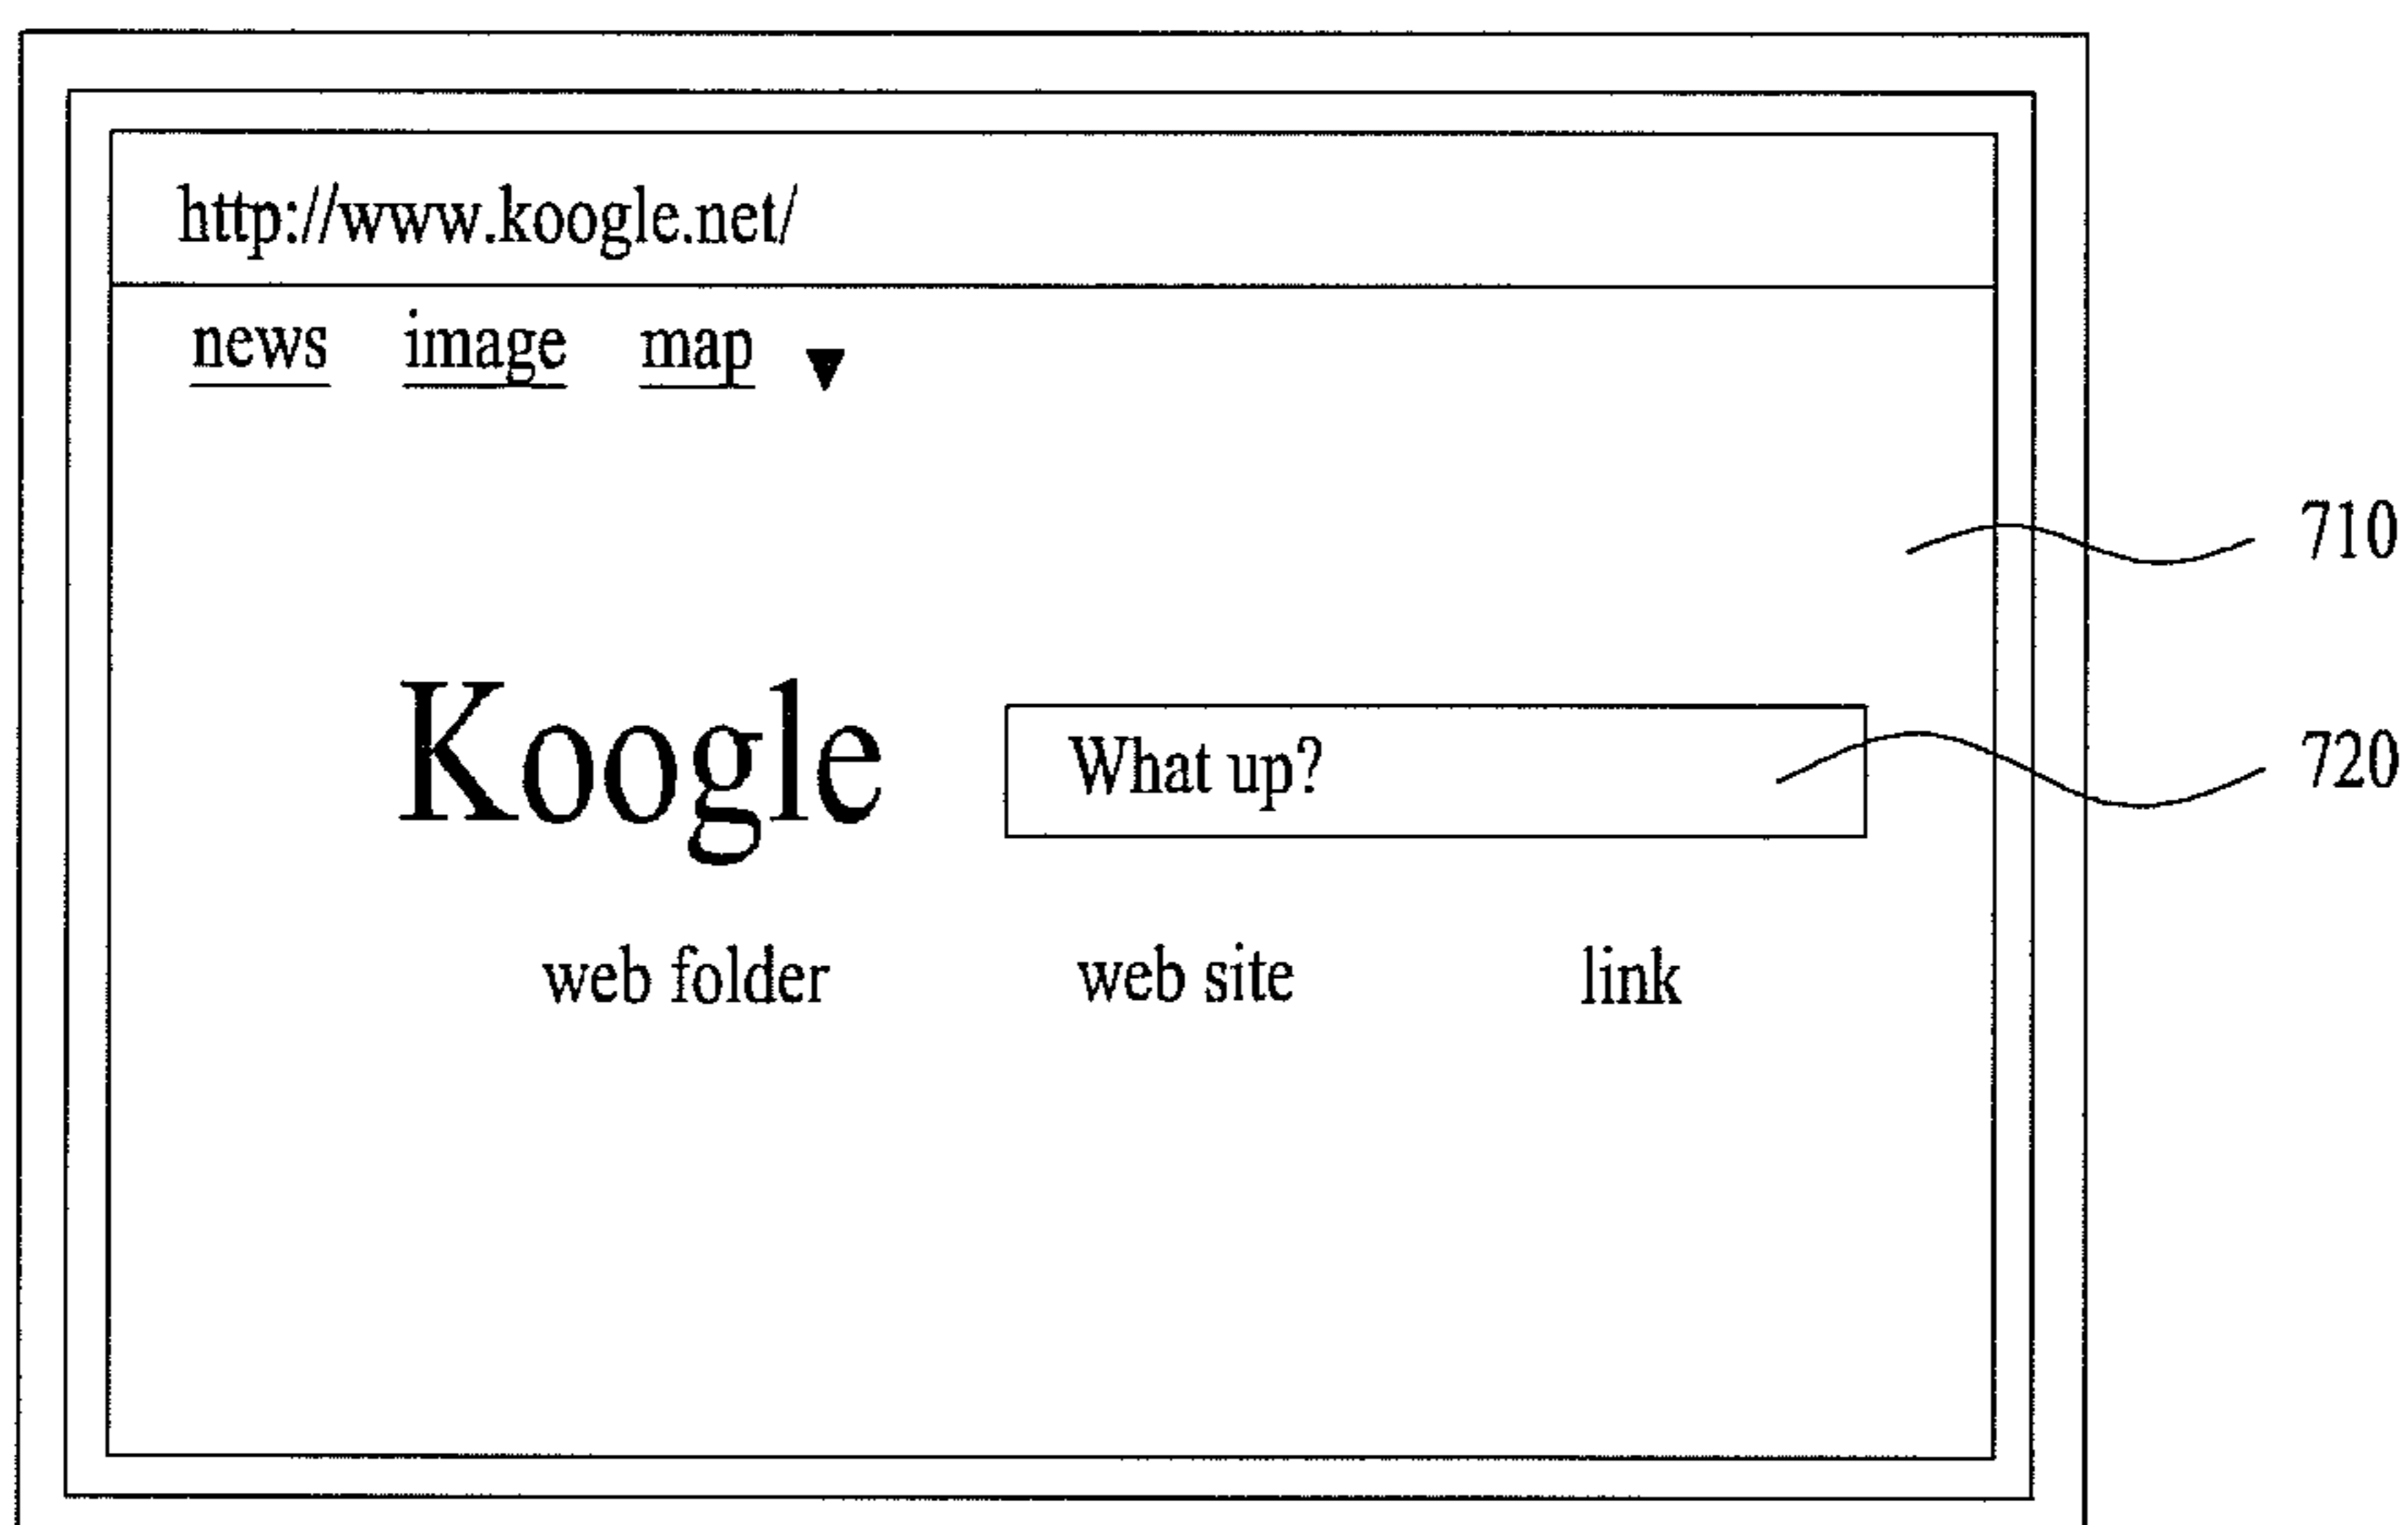 http://www.koogle.net/
news image map ▼
710
Koogle What up? 720
web folder web site link